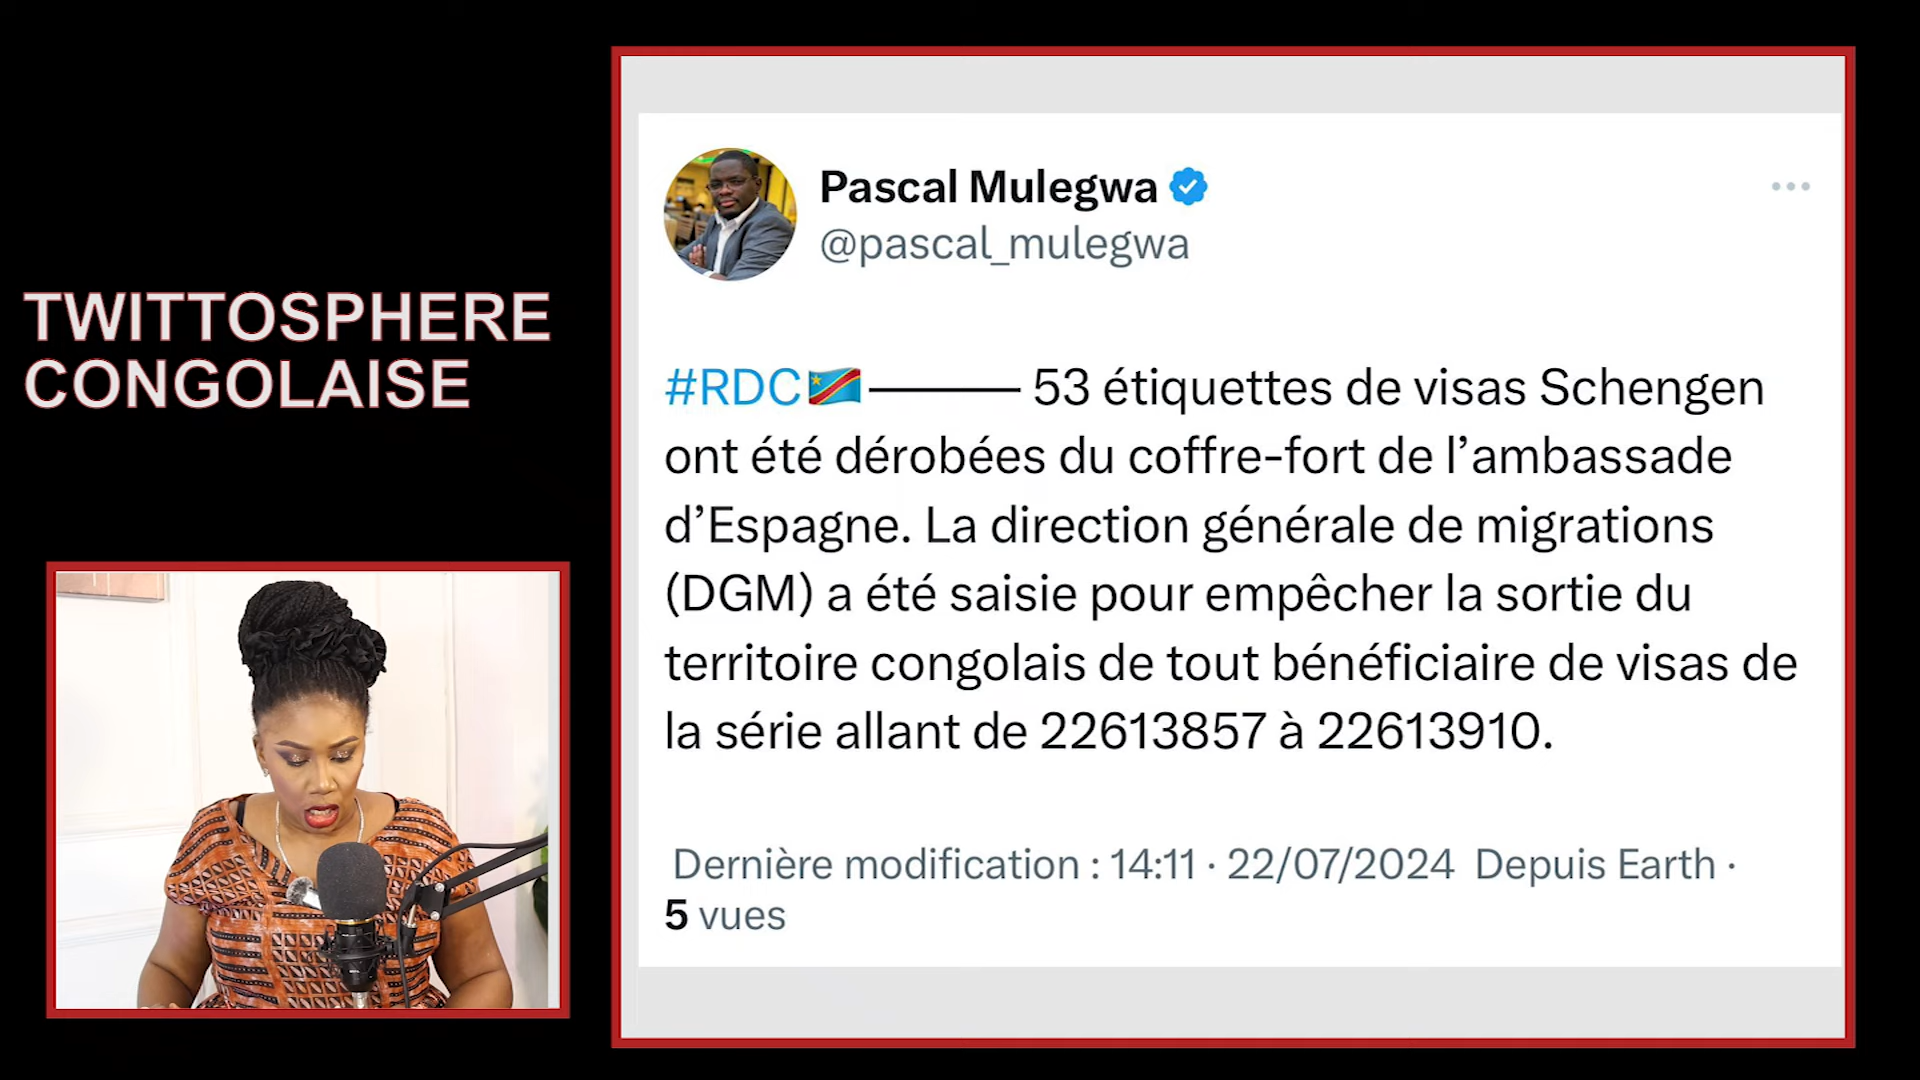 TWITTOSPHERE
CONGOLAISE
Pascal Mulegwa
@pascal_mulegwa
#RDC🇨🇩——— 53 étiquettes de visas Schengen
ont été dérobées du coffre-fort de l’ambassade
d’Espagne. La direction générale de migrations
(DGM) a été saisie pour empêcher la sortie du
territoire congolais de tout bénéficiaire de visas de
la série allant de 22613857 à 22613910.
Dernière modification : 14:11 · 22/07/2024 Depuis Earth ·
5 vues